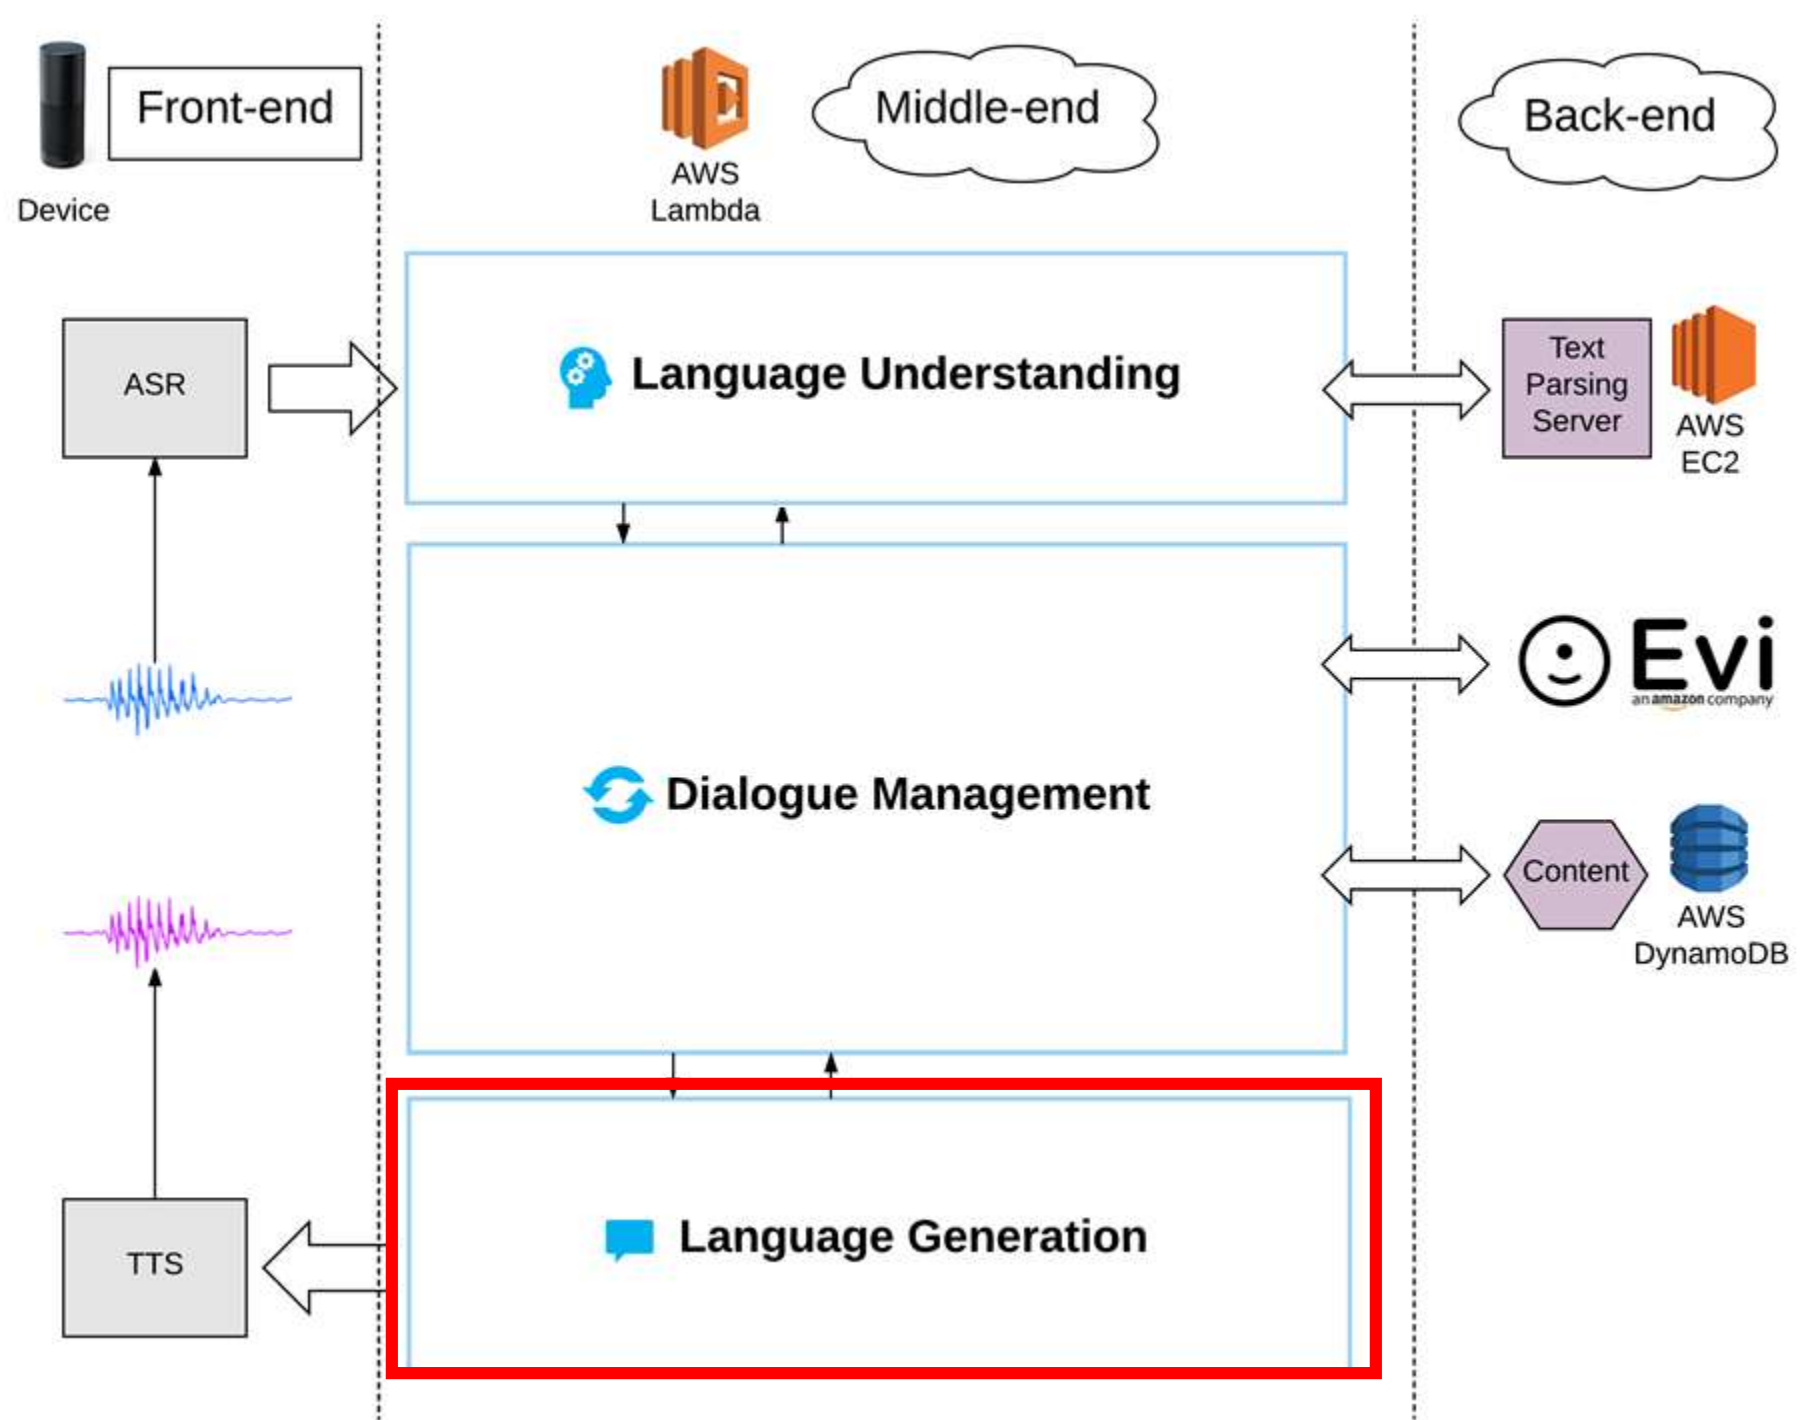 Front-end
Device
AWS
Lambda
Middle-end
Back-end
ASR
Language Understanding
Text
Parsing
Server
AWS
EC2
Evi
an amazon company
Dialogue Management
Content
AWS
DynamoDB
TTS
Language Generation